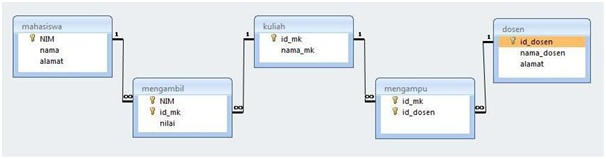 mahasiswa
NIM
nama
alamat
1
∞
mengambil
NIM
id_mk
nilai
∞
1
kuliah
id_mk
nama_mk
1
∞
mengampu
id_mk
id_dosen
∞
1
dosen
id_dosen
nama_dosen
alamat